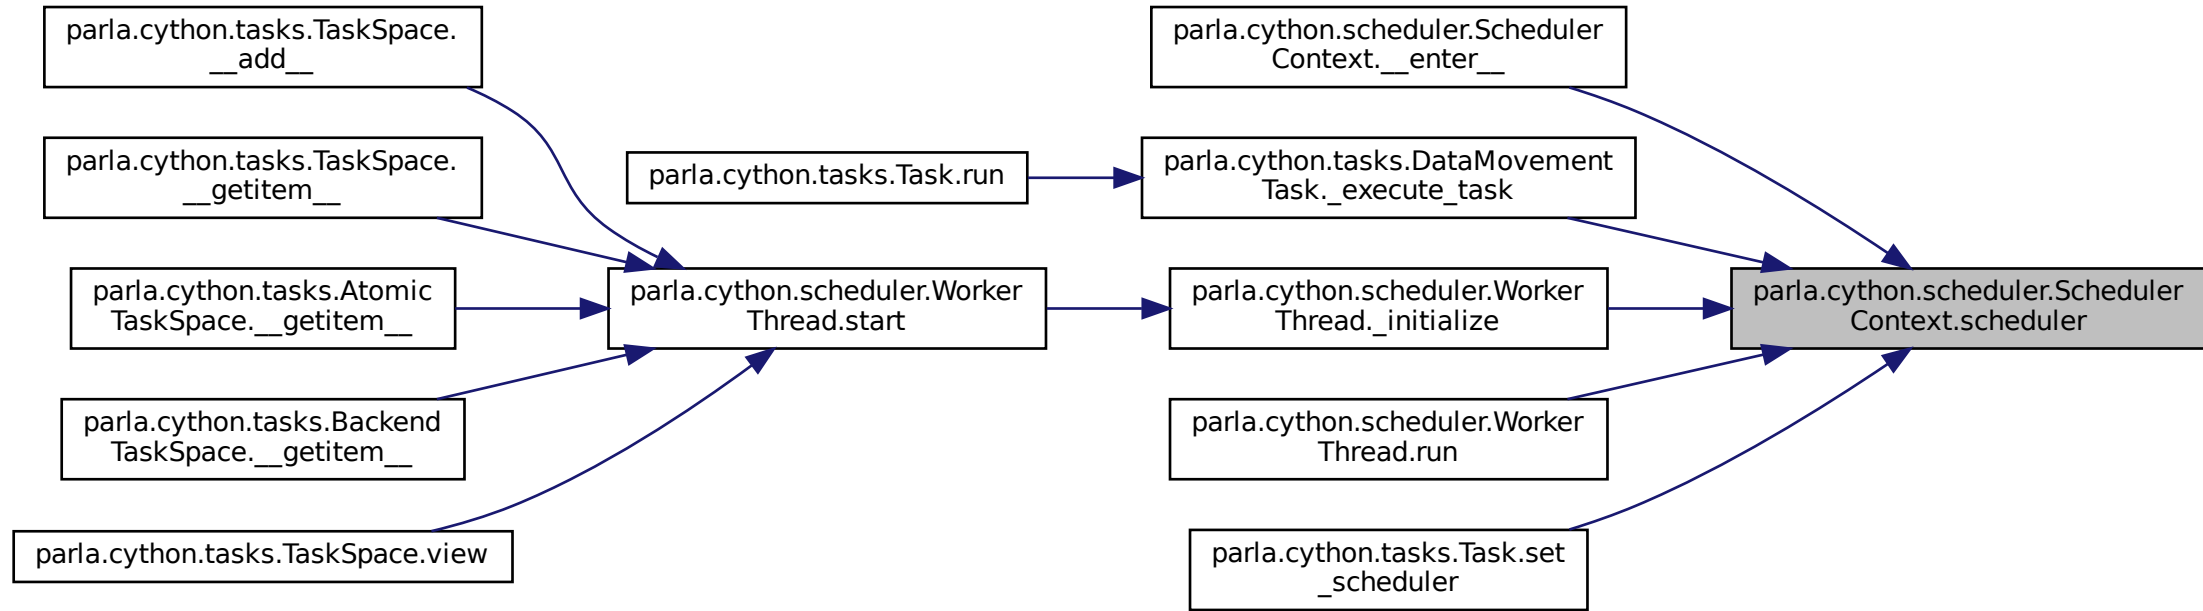 parla.cython.tasks.TaskSpace.
__add__
parla.cython.tasks.TaskSpace.
__getitem__
parla.cython.tasks.Atomic
TaskSpace.__getitem__
parla.cython.tasks.Backend
TaskSpace.__getitem__
parla.cython.tasks.TaskSpace.view
parla.cython.tasks.Task.run
parla.cython.scheduler.Worker
Thread.start
parla.cython.scheduler.Scheduler
Context.__enter__
parla.cython.tasks.DataMovement
Task._execute_task
parla.cython.scheduler.Worker
Thread._initialize
parla.cython.scheduler.Worker
Thread.run
parla.cython.tasks.Task.set
_scheduler
parla.cython.scheduler.Scheduler
Context.scheduler